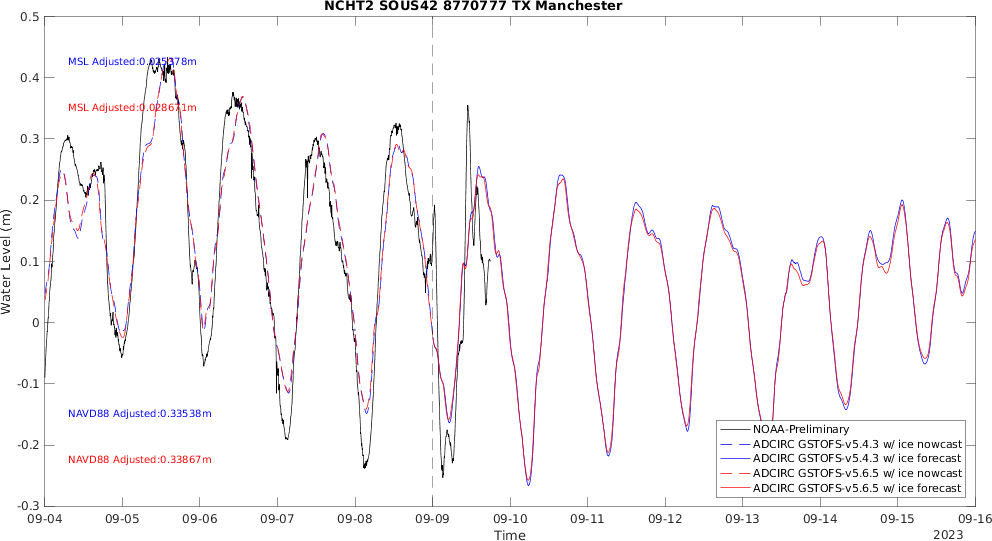 NCHT2 SOUS42 8770777 TX Manchester
0.5
0.4
0.3
0.2
0.1
0
-0.1
-0.2
-0.3
Water Level (m)
MSL Adjusted:0.025378m
MSL Adjusted:0.028671m
NAVD88 Adjusted:0.33538m
NAVD88 Adjusted:0.33867m
NOAA-Preliminary
ADCIRC GSTOFS-v5.4.3 w/ ice nowcast
ADCIRC GSTOFS-v5.4.3 w/ ice forecast
ADCIRC GSTOFS-v5.6.5 w/ ice nowcast
ADCIRC GSTOFS-v5.6.5 w/ ice forecast
09-04 09-05 09-06 09-07 09-08 09-09 09-10 09-11 09-12 09-13 09-14 09-15 09-16
Time
2023